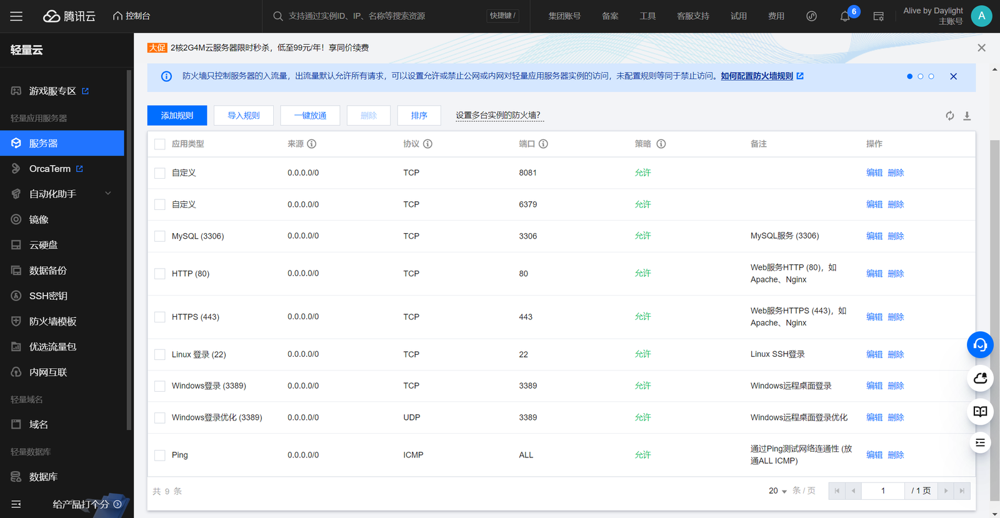 腾讯云
控制台
支持通过实例ID、IP、名称等搜索资源
快捷键 /
集团账号
备案
工具
客服支持
试用
费用
6
Alive by Daylight
主账号
A
轻量云
游戏服专区
轻量应用服务器
服务器
OrcaTerm
自动化助手
镜像
云硬盘
数据备份
SSH密钥
防火墙模板
优选流量包
内网互联
轻量域名
域名
轻量数据库
数据库
给产品打个分
大促 2核2G4M云服务器限时秒杀，低至99元/年！享同价续费
防火墙只控制服务器的入流量，出流量默认允许所有请求，可以设置允许或禁止公网或内网对轻量应用服务器实例的访问，未配置规则等同于禁止访问。如何配置防火墙规则
添加规则 导入规则 一键放通 删除 排序 设置多台实例的防火墙？
应用类型 来源 协议 端口 策略 备注 操作
自定义 0.0.0.0/0 TCP 8081 允许 编辑 删除
自定义 0.0.0.0/0 TCP 6379 允许 编辑 删除
MySQL (3306) 0.0.0.0/0 TCP 3306 允许 MySQL服务 (3306) 编辑 删除
HTTP (80) 0.0.0.0/0 TCP 80 允许 Web服务HTTP (80)，如
Apache、Nginx 编辑 删除
HTTPS (443) 0.0.0.0/0 TCP 443 允许 Web服务HTTPS (443)，如
Apache、Nginx 编辑 删除
Linux 登录 (22) 0.0.0.0/0 TCP 22 允许 Linux SSH登录 编辑 删除
Windows登录 (3389) 0.0.0.0/0 TCP 3389 允许 Windows远程桌面登录 编辑 删除
Windows登录优化 (3389) 0.0.0.0/0 UDP 3389 允许 Windows远程桌面登录优化 编辑 删除
Ping 0.0.0.0/0 ICMP ALL 允许 通过Ping测试网络连通性 (放
通ALL ICMP) 编辑 删除
共 9 条
20 条 / 页
1 / 1 页